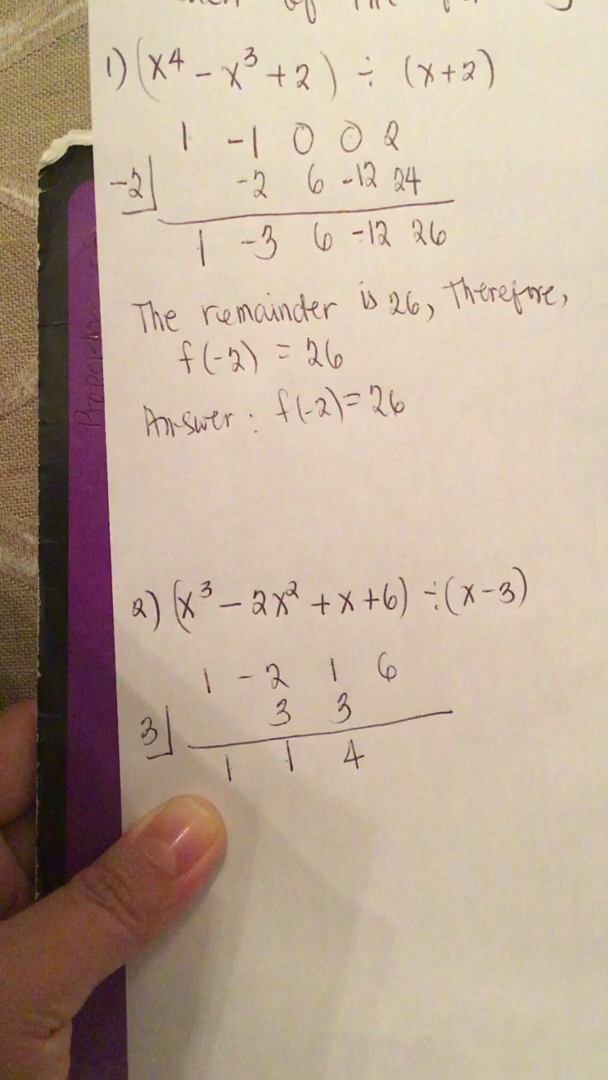 of the
1) (x⁴ - x³ + 2) ÷ (x+2)
1 -1 0 0 2
-2 -2 6 -12 24
1 -3 6 -12 26
The remainder is 26, Therefore,
f(-2) = 26
Answer: f(-2) = 26
2) (x³ - 2x² + x + 6) ÷ (x-3)
1 -2 1 6
3 3 3
1 1 4